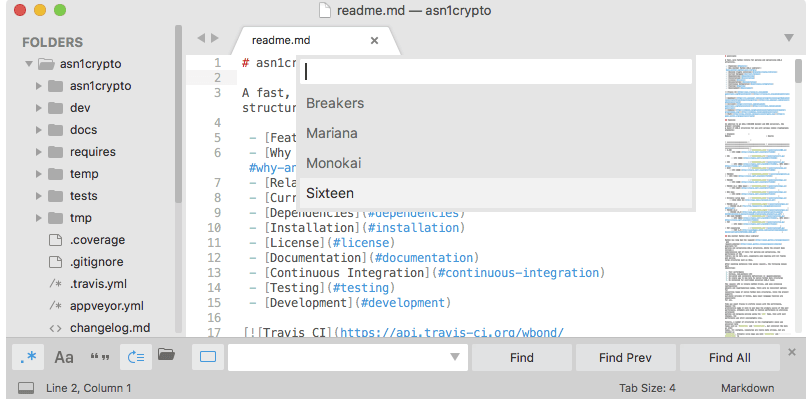 readme.md — asn1crypto
FOLDERS
asn1crypto
asn1crypto
dev
docs
requires
temp
tests
tmp
.coverage
.gitignore
.travis.yml
appveyor.yml
changelog.md
readme.md
1 # asn1c
2
3 A fast,
structur
4
5 - [Feat
6 - [Why
#why-an
7 - [Rela
8 - [Curr
9 - [Dependencies](#dependencies)
10 - [Installation](#installation)
11 - [License](#license)
12 - [Documentation](#documentation)
13 - [Continuous Integration](#continuous-integration)
14 - [Testing](#testing)
15 - [Development](#development)
16
17 [![Travis CI](https://api.travis-ci.org/wbond/
Breakers
Mariana
Monokai
Sixteen
.* Aa “”
Find
Find Prev
Find All
Line 2, Column 1
Tab Size: 4
Markdown